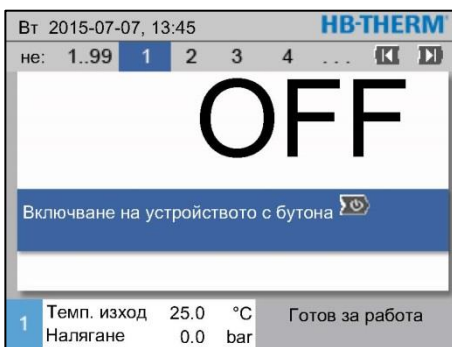 Вт 2015-07-07, 13:45 HB-THERM
не: 1..99 1 2 3 4 ...
OFF
Включване на устройството с бутона
1 Темп. изход 25.0 °C Готов за работа
Налягане 0.0 bar